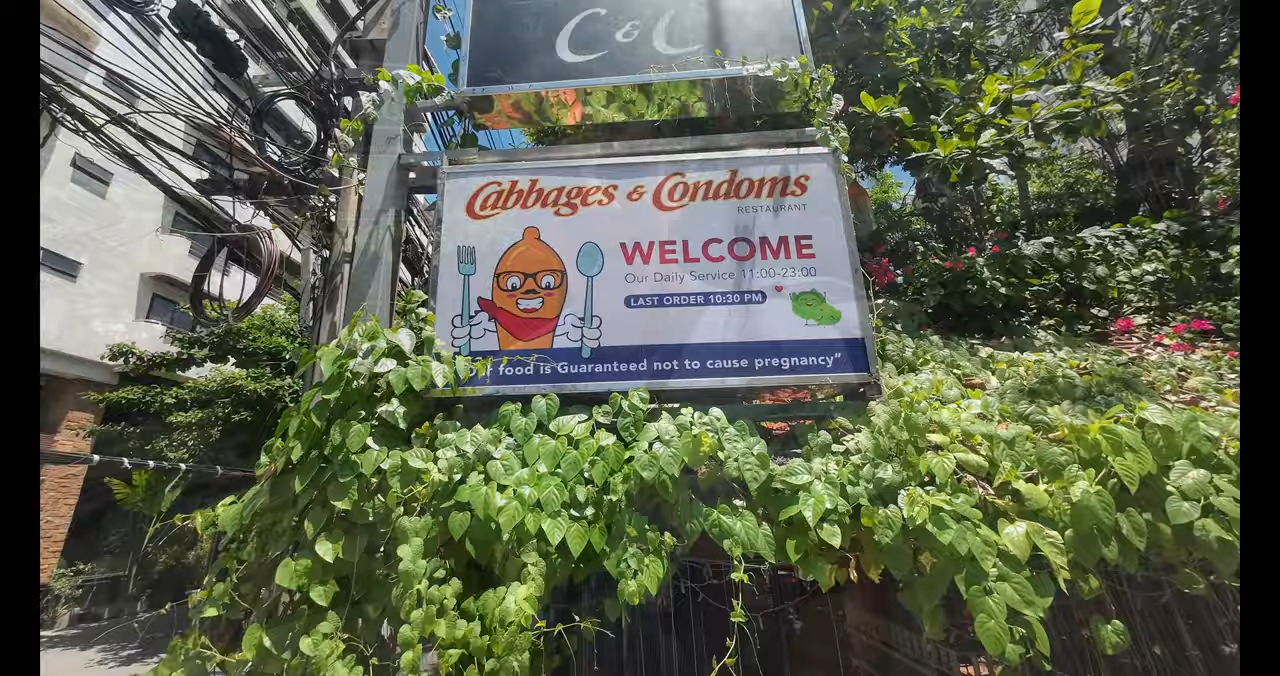 C & C
Cabbages & Condoms
RESTAURANT
WELCOME
Our Daily Service 11:00-23:00
LAST ORDER 10:30 PM
food is Guaranteed not to cause pregnancy”